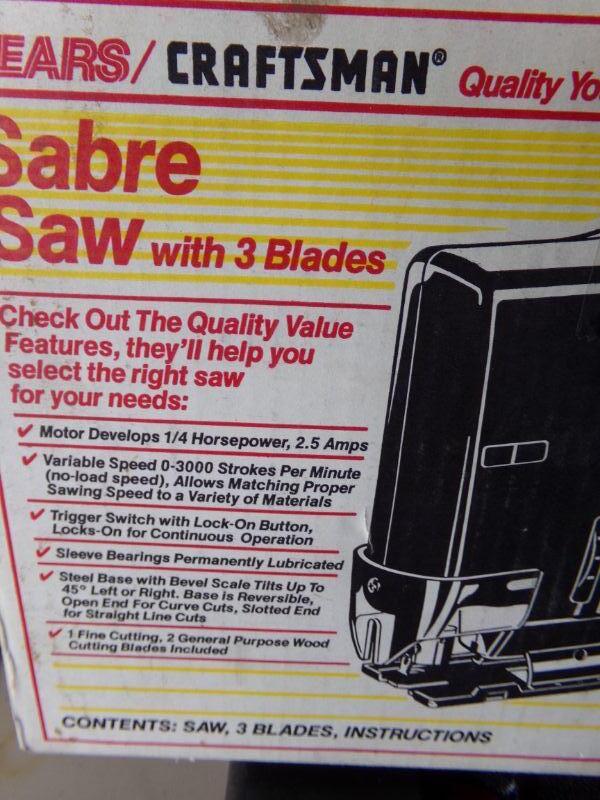 EARS/ CRAFTSMAN® Quality Yo
Sabre
Saw with 3 Blades
Check Out The Quality Value
Features, they'll help you
select the right saw
for your needs:
✓ Motor Develops 1/4 Horsepower, 2.5 Amps
✓ Variable Speed 0-3000 Strokes Per Minute
(no-load speed), Allows Matching Proper
Sawing Speed to a Variety of Materials
✓ Trigger Switch with Lock-On Button,
Locks-On for Continuous Operation
✓ Sleeve Bearings Permanently Lubricated
✓ Steel Base with Bevel Scale Tilts Up To
45° Left or Right. Base is Reversible,
Open End For Curve Cuts, Slotted End
for Straight Line Cuts
✓ 1 Fine Cutting, 2 General Purpose Wood
Cutting Blades Included
CONTENTS: SAW, 3 BLADES, INSTRUCTIONS